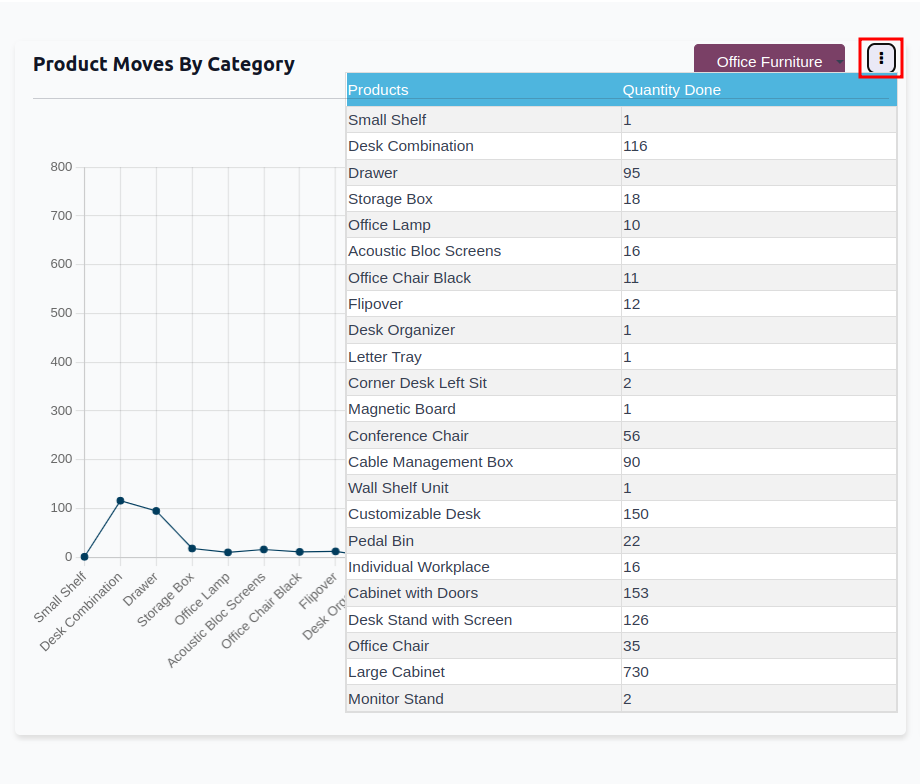 Product Moves By Category
Office Furniture
Products Quantity Done
Small Shelf 1
Desk Combination 116
Drawer 95
Storage Box 18
Office Lamp 10
Acoustic Bloc Screens 16
Office Chair Black 11
Flipover 12
Desk Organizer 1
Letter Tray 1
Corner Desk Left Sit 2
Magnetic Board 1
Conference Chair 56
Cable Management Box 90
Wall Shelf Unit 1
Customizable Desk 150
Pedal Bin 22
Individual Workplace 16
Cabinet with Doors 153
Desk Stand with Screen 126
Office Chair 35
Large Cabinet 730
Monitor Stand 2
800
700
600
500
400
300
200
100
0
Small Shelf
Desk Combination
Drawer
Storage Box
Office Lamp
Acoustic Bloc Screens
Office Chair Black
Flipover
Desk Org